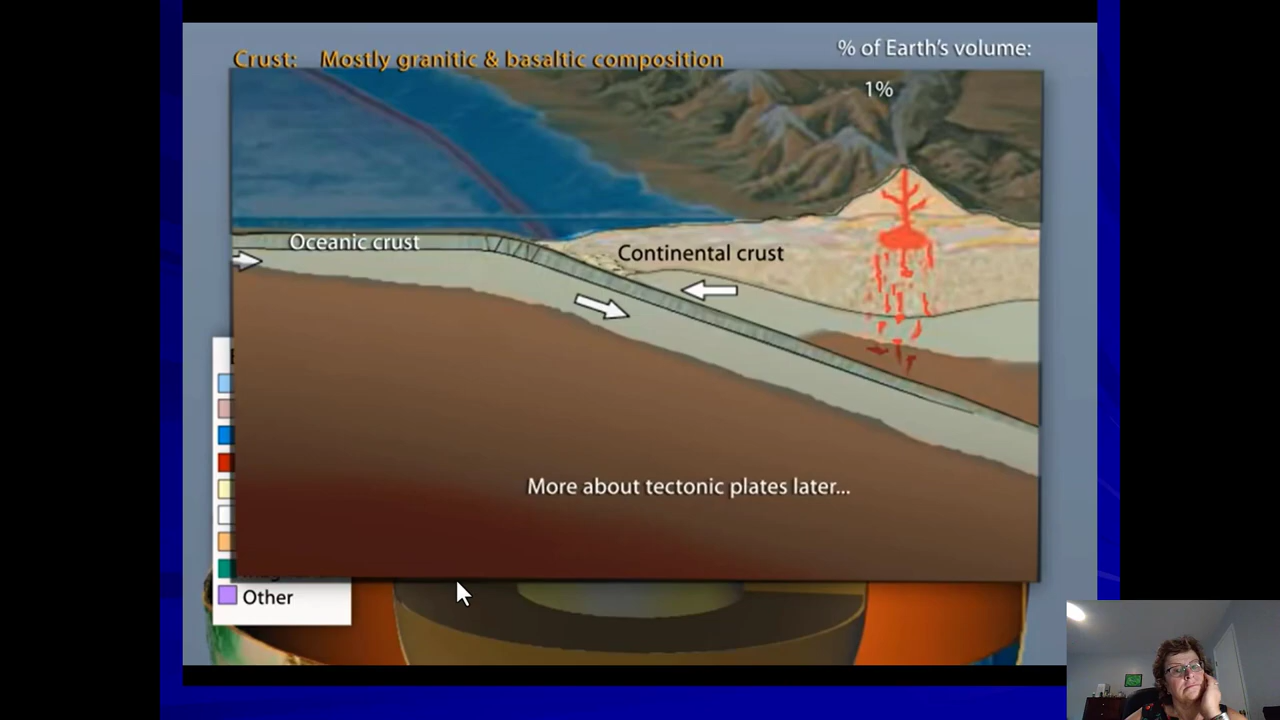 Crust: Mostly granitic & basaltic composition
% of Earth's volume:
1%
Oceanic crust
Continental crust
More about tectonic plates later...
Other